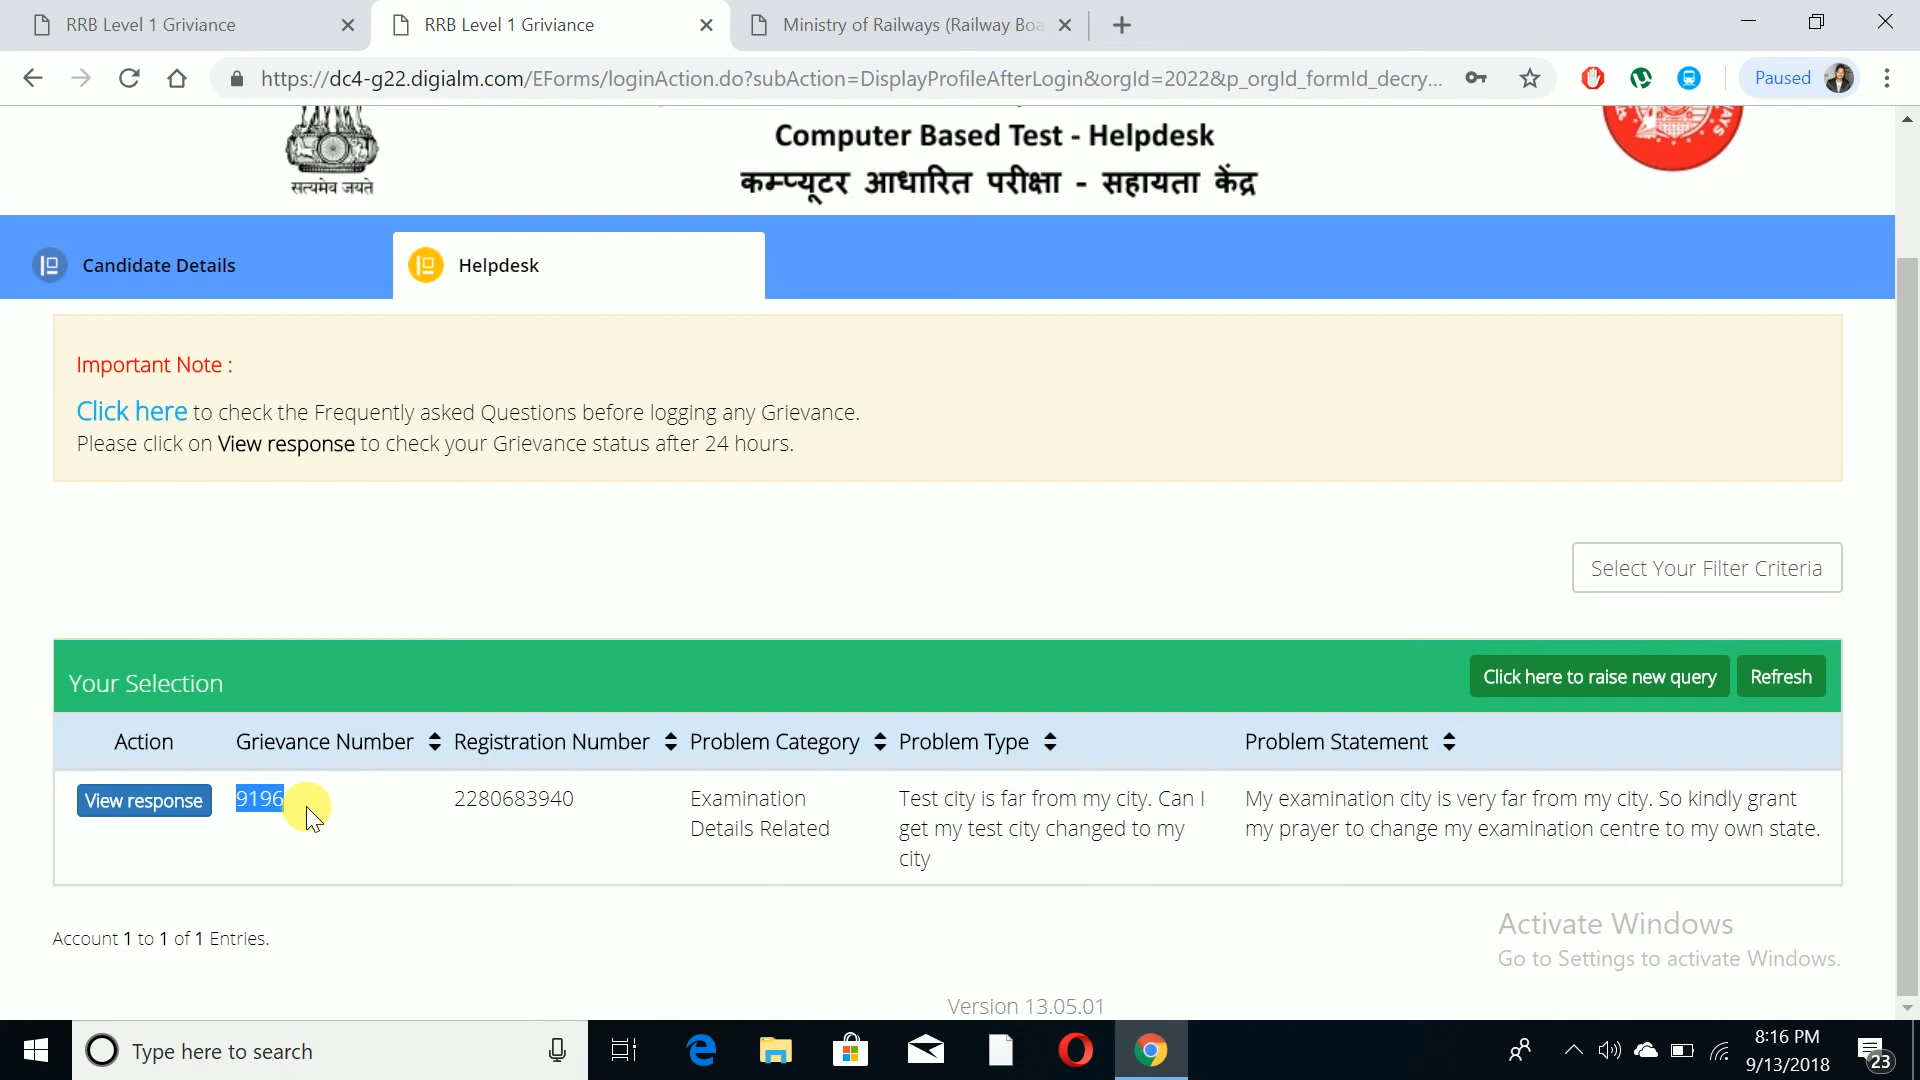 RRB Level 1 Griviance
RRB Level 1 Griviance
Ministry of Railways (Railway Boa
https://dc4-g22.digialm.com/EForms/loginAction.do?subAction=DisplayProfileAfterLogin&orgId=2022&p_orgId_formId_decry...
Paused
सत्यमेव जयते
Computer Based Test - Helpdesk
कम्प्यूटर आधारित परीक्षा - सहायता केंद्र
Candidate Details
Helpdesk
Important Note :
Click here to check the Frequently asked Questions before logging any Grievance.
Please click on View response to check your Grievance status after 24 hours.
Select Your Filter Criteria
Your Selection
Click here to raise new query
Refresh
Action Grievance Number Registration Number Problem Category Problem Type Problem Statement
View response 9196 2280683940
Examination
Details Related
Test city is far from my city. Can I
get my test city changed to my
city
My examination city is very far from my city. So kindly grant
my prayer to change my examination centre to my own state.
Account 1 to 1 of 1 Entries.
Activate Windows
Go to Settings to activate Windows.
Version 13.05.01
Type here to search
8:16 PM
9/13/2018
23